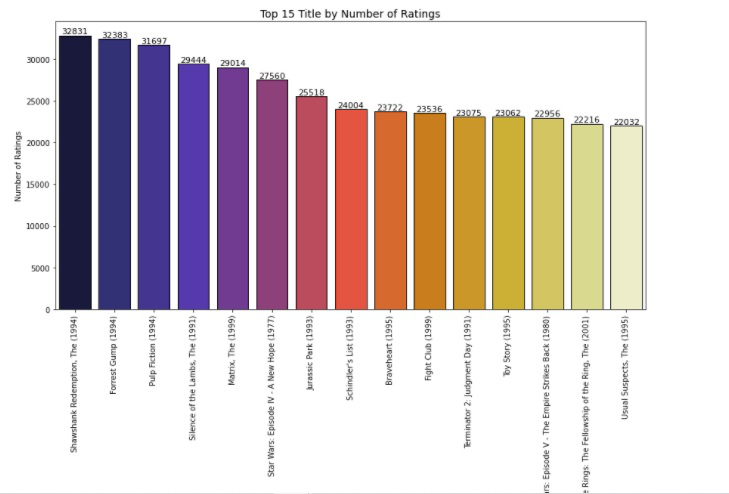 Top 15 Title by Number of Ratings
Number of Ratings
30000
25000
20000
15000
10000
5000
0
32831
32383
31697
29444
29014
27560
25518
24004
23722
23536
23075
23062
22956
22216
22032
Shawshank Redemption, The (1994)
Forrest Gump (1994)
Pulp Fiction (1994)
Silence of the Lambs, The (1991)
Matrix, The (1999)
Star Wars: Episode IV - A New Hope (1977)
Jurassic Park (1993)
Schindler's List (1993)
Braveheart (1995)
Fight Club (1999)
Terminator 2: Judgment Day (1991)
Toy Story (1995)
Episode V - The Empire Strikes Back (1980)
Rings: The Fellowship of the Ring, The (2001)
Usual Suspects, The (1995)